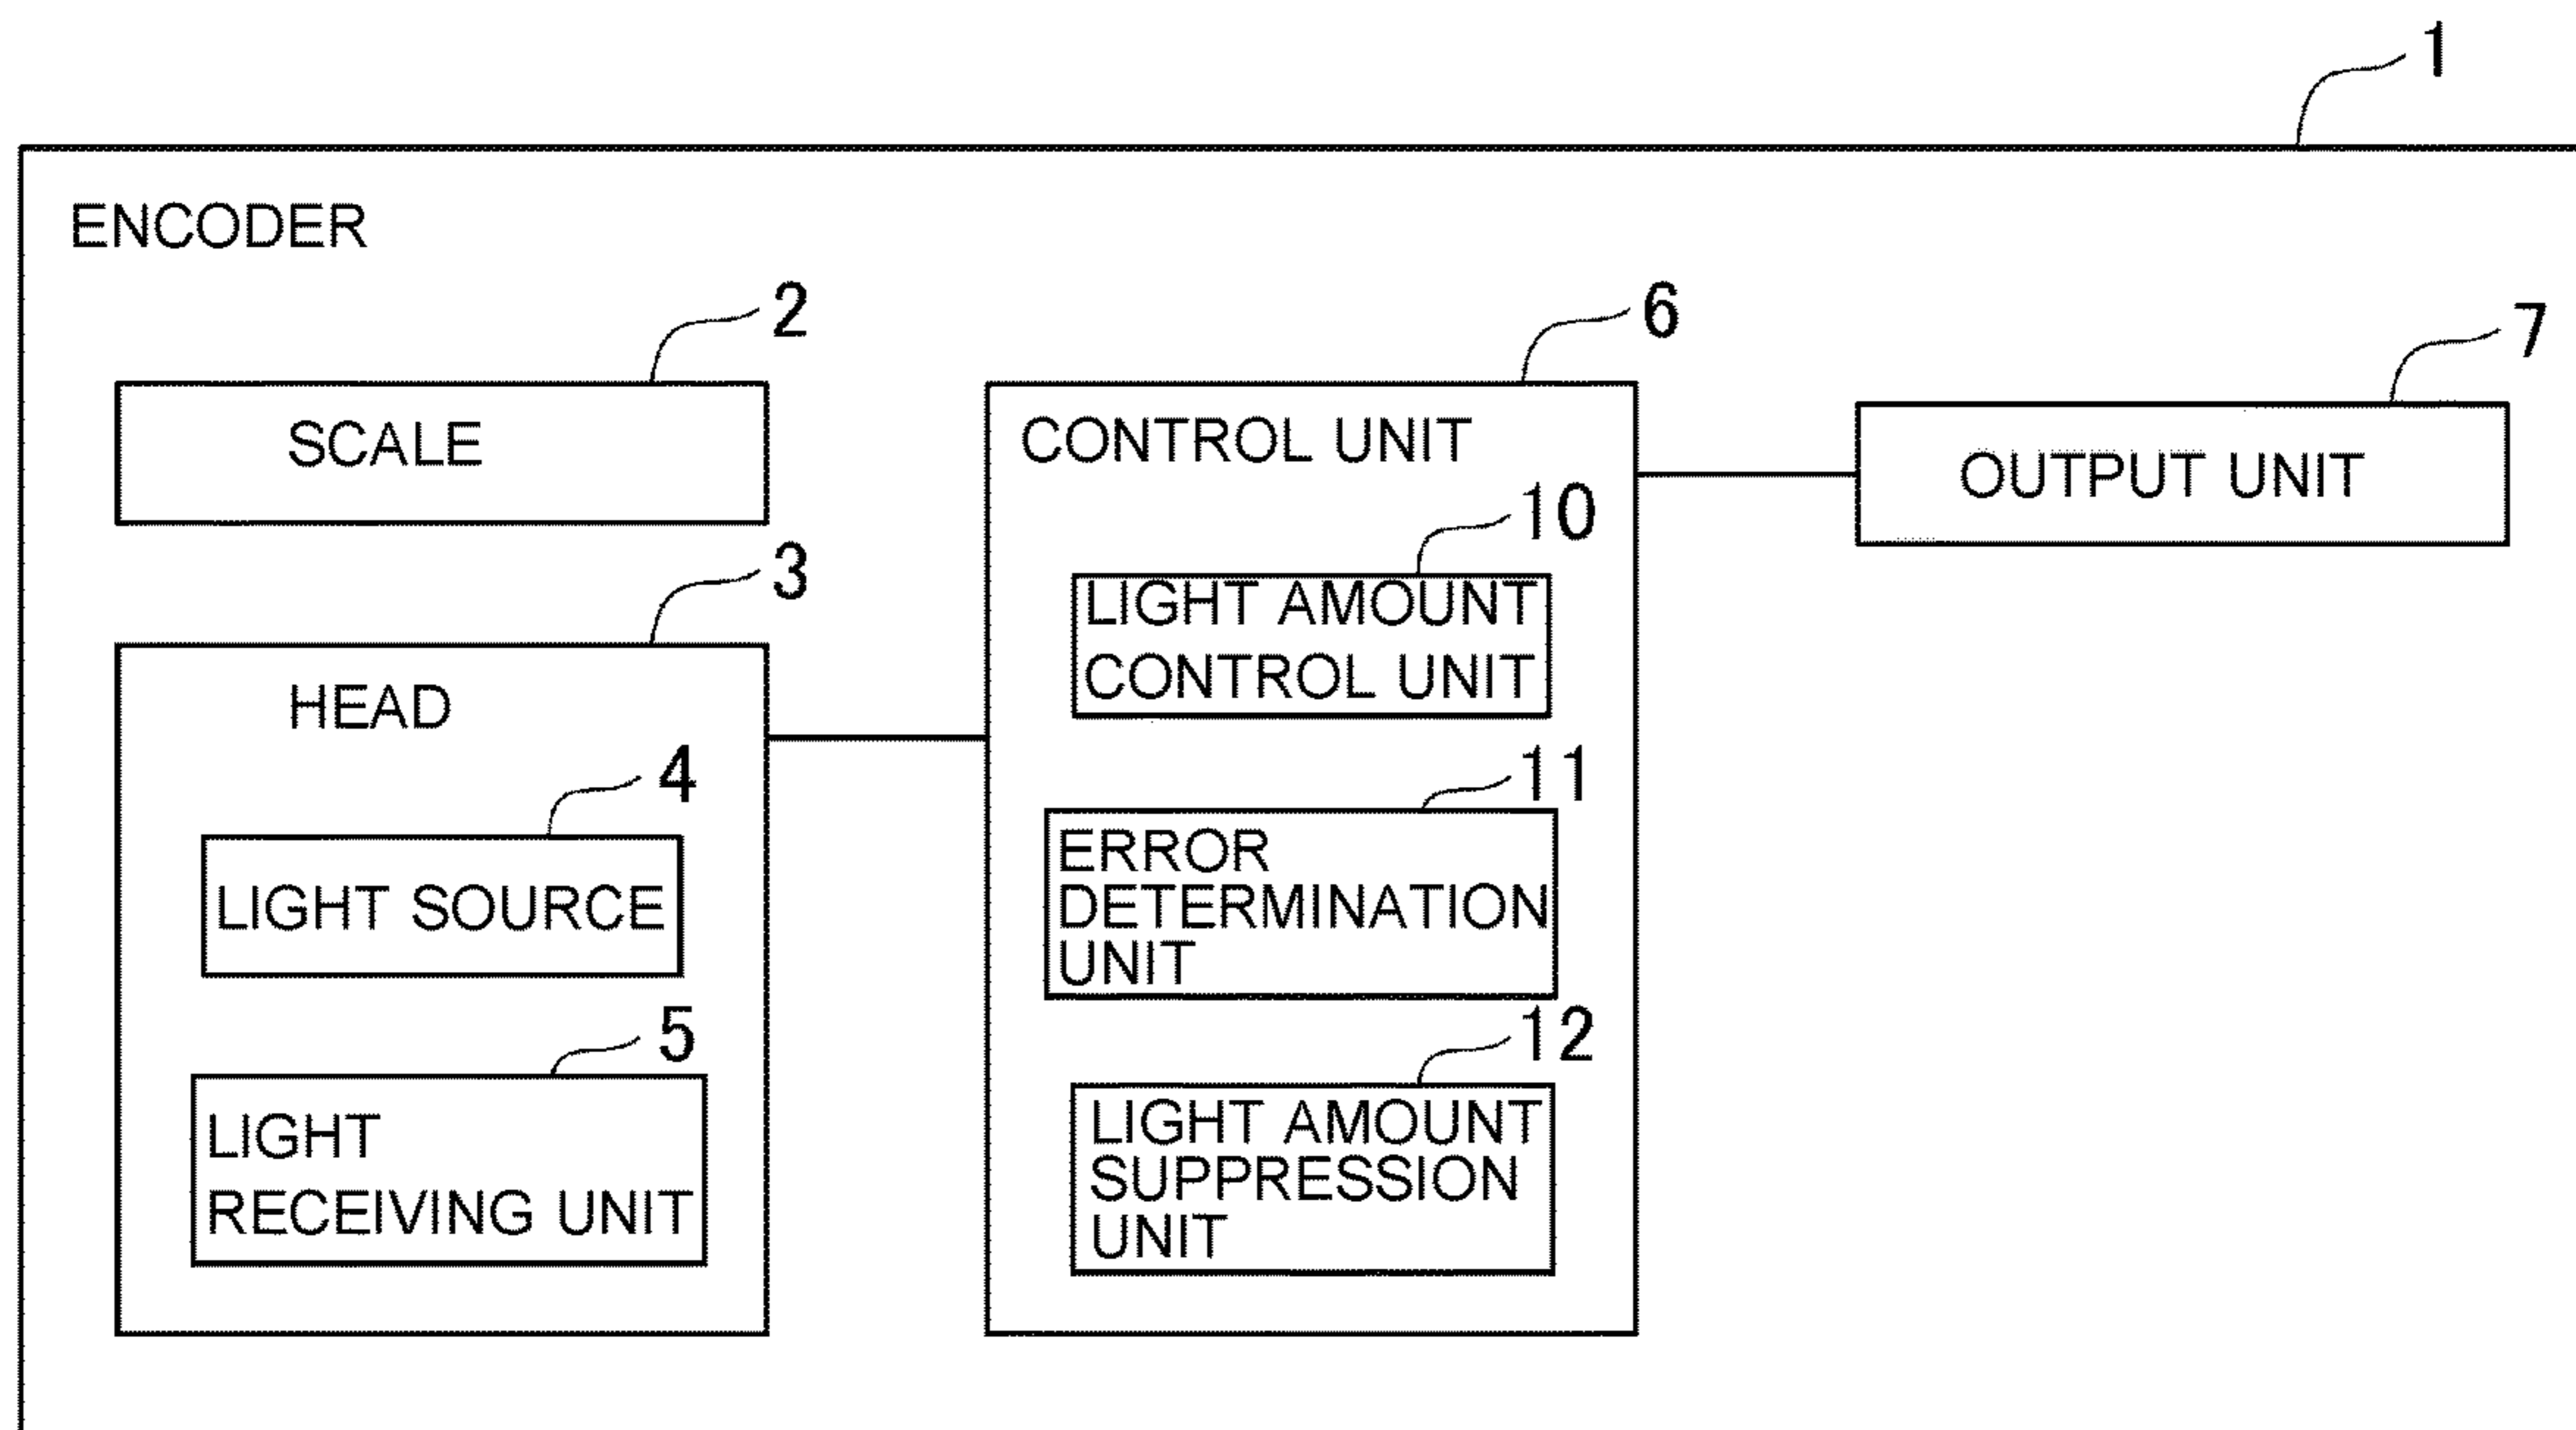 1
ENCODER
2
SCALE
3
HEAD
4
LIGHT SOURCE
5
LIGHT
RECEIVING UNIT
6
CONTROL UNIT
10
LIGHT AMOUNT
CONTROL UNIT
11
ERROR
DETERMINATION
UNIT
12
LIGHT AMOUNT
SUPPRESSION
UNIT
7
OUTPUT UNIT